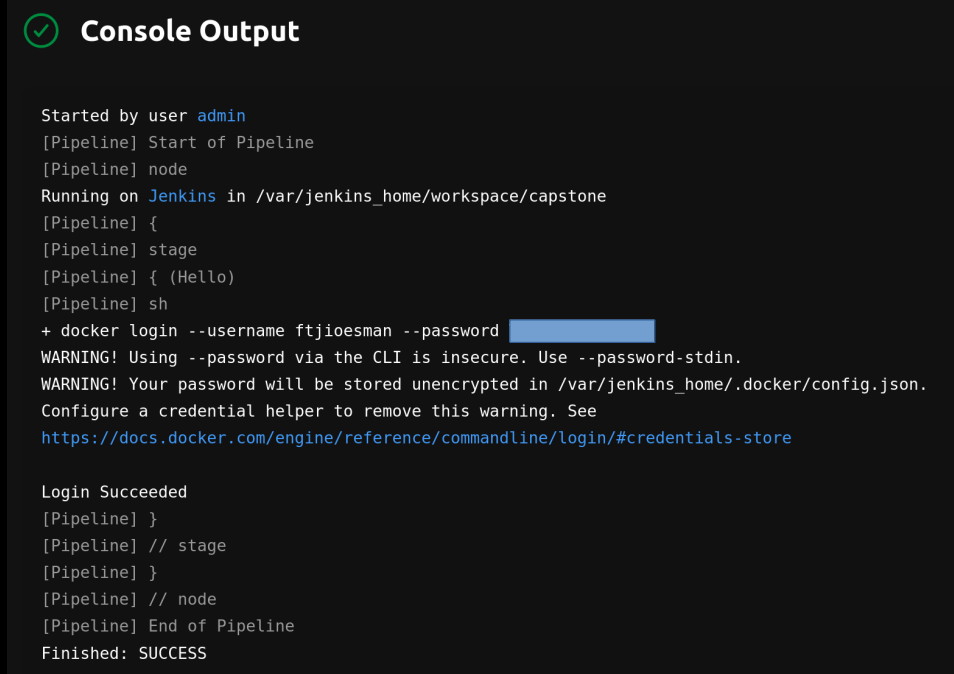 Console Output
Started by user admin
[Pipeline] Start of Pipeline
[Pipeline] node
Running on Jenkins in /var/jenkins_home/workspace/capstone
[Pipeline] {
[Pipeline] stage
[Pipeline] { (Hello)
[Pipeline] sh
+ docker login --username ftjioesman --password
WARNING! Using --password via the CLI is insecure. Use --password-stdin.
WARNING! Your password will be stored unencrypted in /var/jenkins_home/.docker/config.json.
Configure a credential helper to remove this warning. See
https://docs.docker.com/engine/reference/commandline/login/#credentials-store
Login Succeeded
[Pipeline] }
[Pipeline] // stage
[Pipeline] }
[Pipeline] // node
[Pipeline] End of Pipeline
Finished: SUCCESS